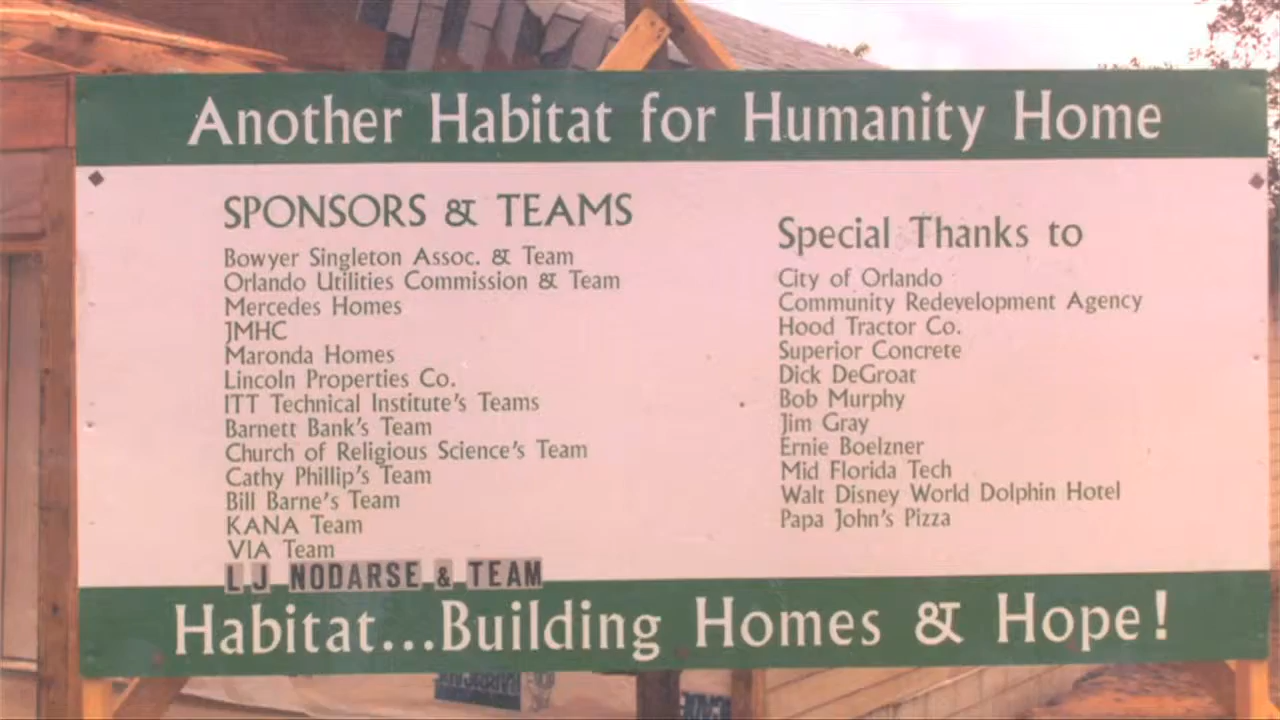 Another Habitat for Humanity Home
SPONSORS & TEAMS
Bowyer Singleton Assoc. & Team
Orlando Utilities Commission & Team
Mercedes Homes
JMHC
Maronda Homes
Lincoln Properties Co.
ITT Technical Institute's Teams
Barnett Bank's Team
Church of Religious Science's Team
Cathy Phillip's Team
Bill Barne's Team
KANA Team
VIA Team
L J NODARSE & TEAM
Special Thanks to
City of Orlando
Community Redevelopment Agency
Hood Tractor Co.
Superior Concrete
Dick DeGroat
Bob Murphy
Jim Gray
Ernie Boelzner
Mid Florida Tech
Walt Disney World Dolphin Hotel
Papa John's Pizza
Habitat...Building Homes & Hope!